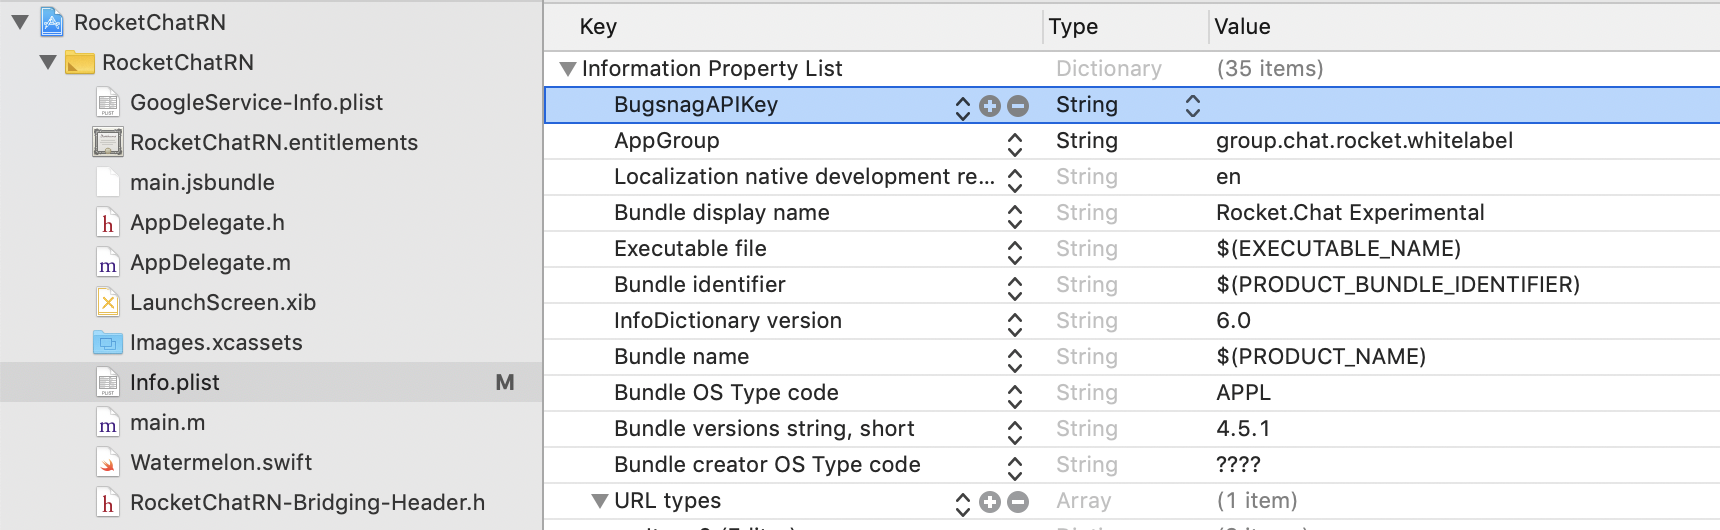 RocketChatRN
RocketChatRN
GoogleService-Info.plist
RocketChatRN.entitlements
main.jsbundle
AppDelegate.h
AppDelegate.m
LaunchScreen.xib
Images.xcassets
Info.plist M
main.m
Watermelon.swift
RocketChatRN-Bridging-Header.h
Key Type Value
Information Property List Dictionary (35 items)
BugsnagAPIKey String
AppGroup String group.chat.rocket.whitelabel
Localization native development re... String en
Bundle display name String Rocket.Chat Experimental
Executable file String $(EXECUTABLE_NAME)
Bundle identifier String $(PRODUCT_BUNDLE_IDENTIFIER)
InfoDictionary version String 6.0
Bundle name String $(PRODUCT_NAME)
Bundle OS Type code String APPL
Bundle versions string, short String 4.5.1
Bundle creator OS Type code String ????
URL types Array (1 item)